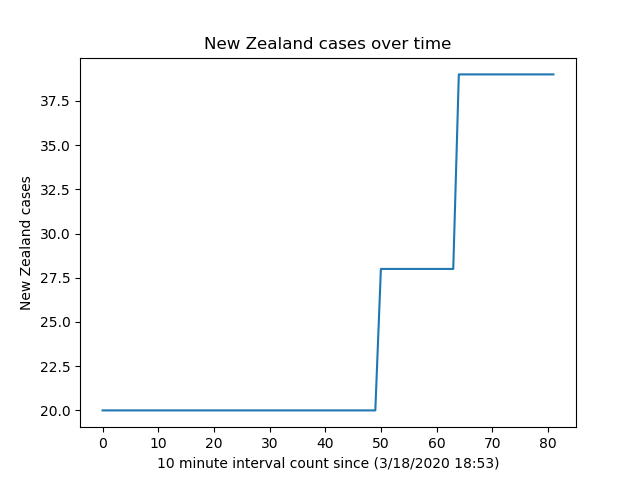 New Zealand cases over time
New Zealand cases
37.5
35.0
32.5
30.0
27.5
25.0
22.5
20.0
0 10 20 30 40 50 60 70 80
10 minute interval count since (3/18/2020 18:53)